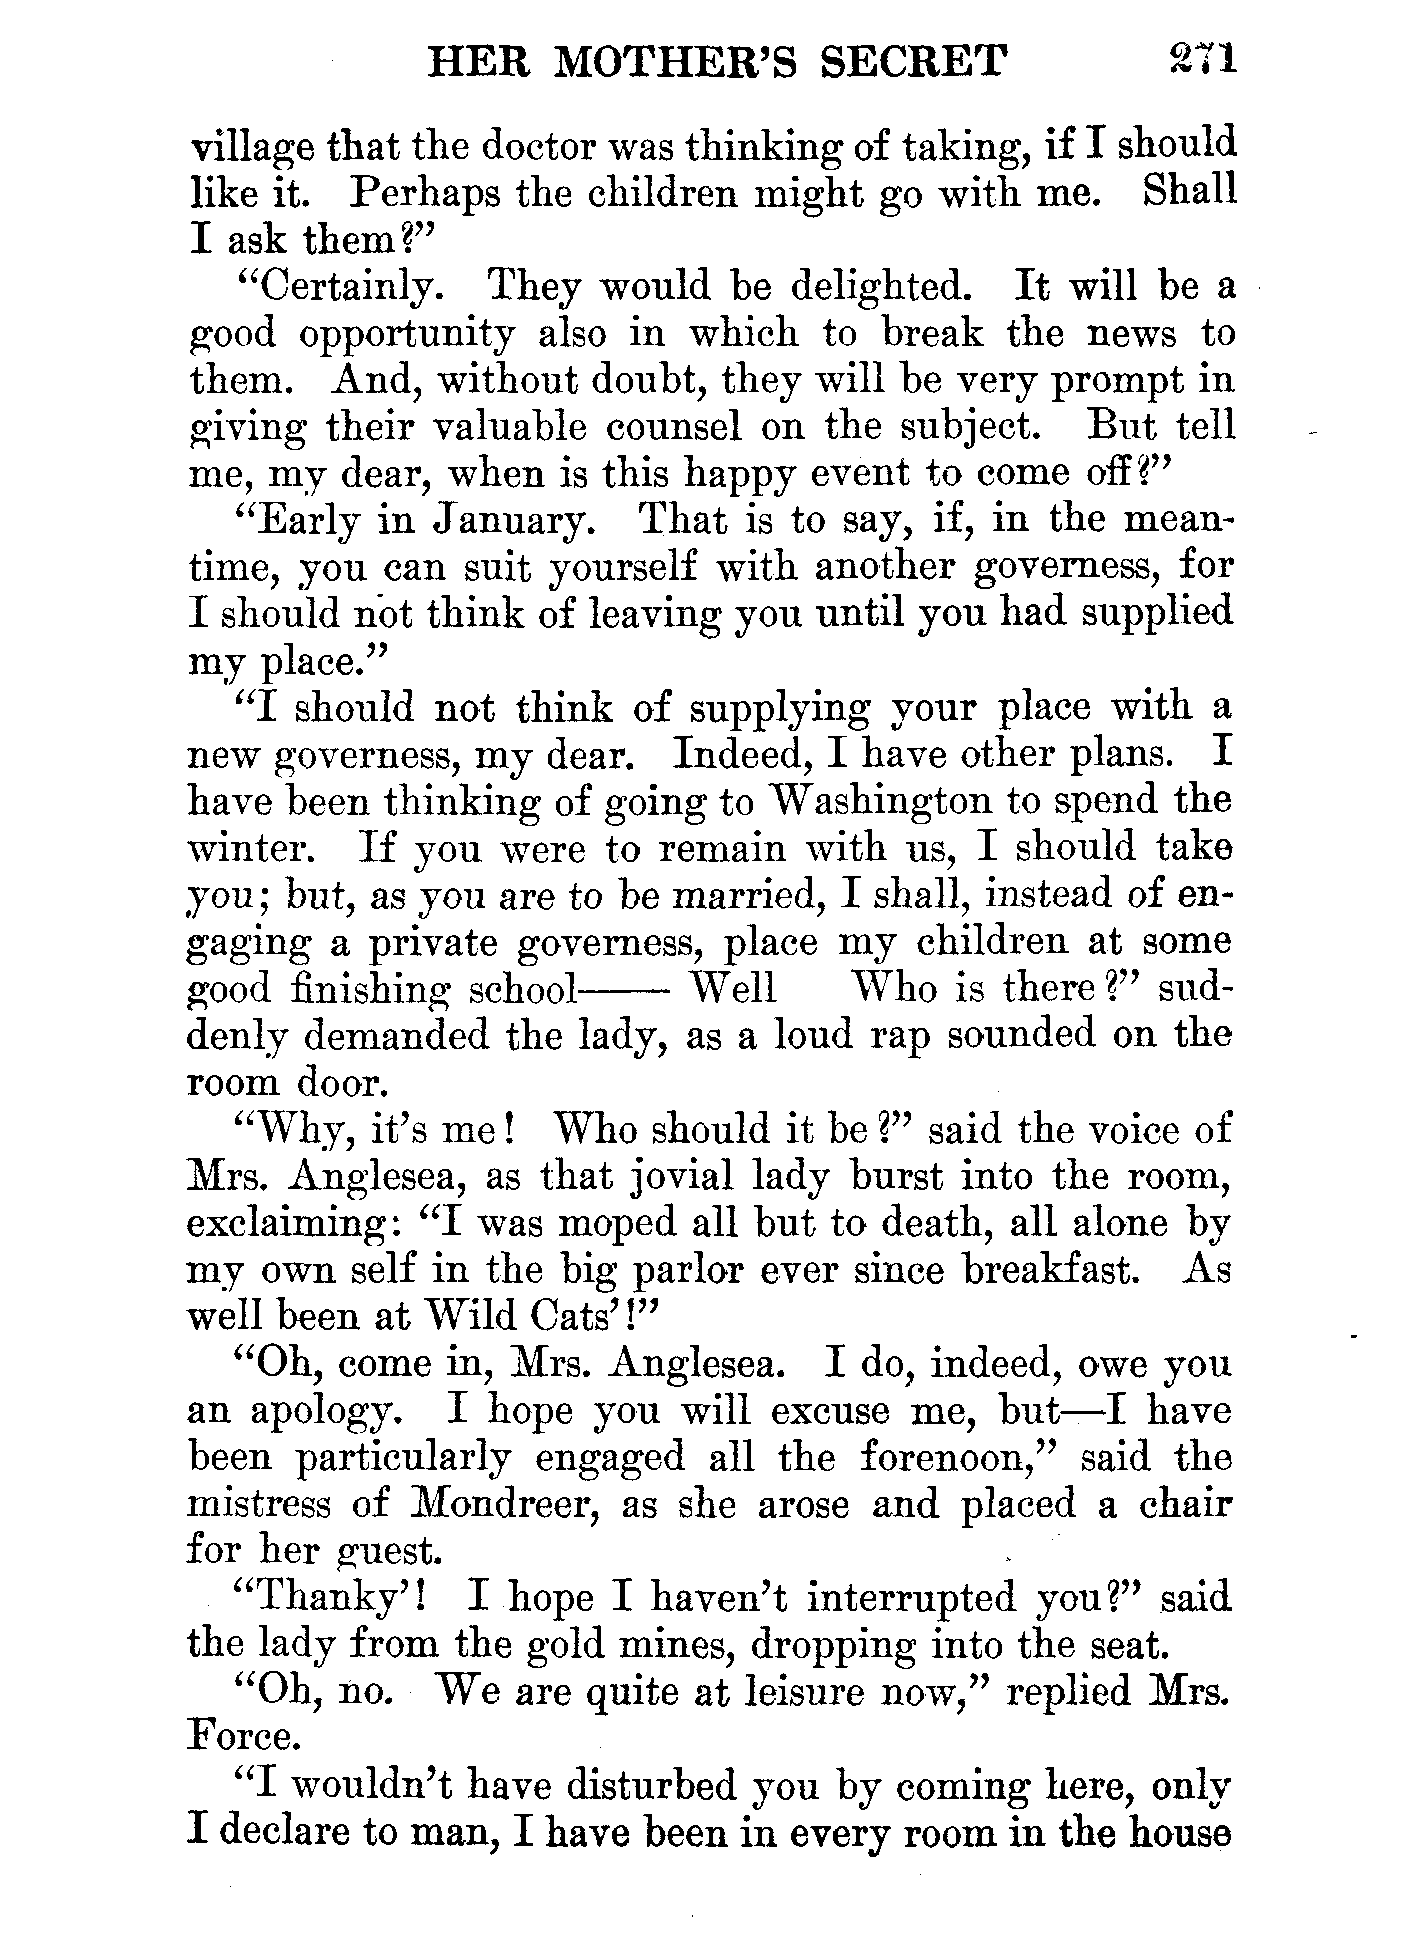 HER MOTHER'S SECRET 271
village that the doctor was thinking of taking, if I should
like it. Perhaps the children might go with me. Shall
I ask them?"
"Certainly. They would be delighted. It will be a
good opportunity also in which to break the news to
them. And, without doubt, they will be very prompt in
giving their valuable counsel on the subject. But tell
me, my dear, when is this happy event to come off?"
"Early in January. That is to say, if, in the mean-
time, you can suit yourself with another governess, for
I should not think of leaving you until you had supplied
my place."
"I should not think of supplying your place with a
new governess, my dear. Indeed, I have other plans. I
have been thinking of going to Washington to spend the
winter. If you were to remain with us, I should take
you; but, as you are to be married, I shall, instead of en-
gaging a private governess, place my children at some
good finishing school—— Well Who is there?" sud-
denly demanded the lady, as a loud rap sounded on the
room door.
"Why, it's me! Who should it be?" said the voice of
Mrs. Anglesea, as that jovial lady burst into the room,
exclaiming: "I was moped all but to death, all alone by
my own self in the big parlor ever since breakfast. As
well been at Wild Cats'!"
"Oh, come in, Mrs. Anglesea. I do, indeed, owe you
an apology. I hope you will excuse me, but—I have
been particularly engaged all the forenoon," said the
mistress of Mondreer, as she arose and placed a chair
for her guest.
"Thanky'! I hope I haven't interrupted you?" said
the lady from the gold mines, dropping into the seat.
"Oh, no. We are quite at leisure now," replied Mrs.
Force.
"I wouldn't have disturbed you by coming here, only
I declare to man, I have been in every room in the house